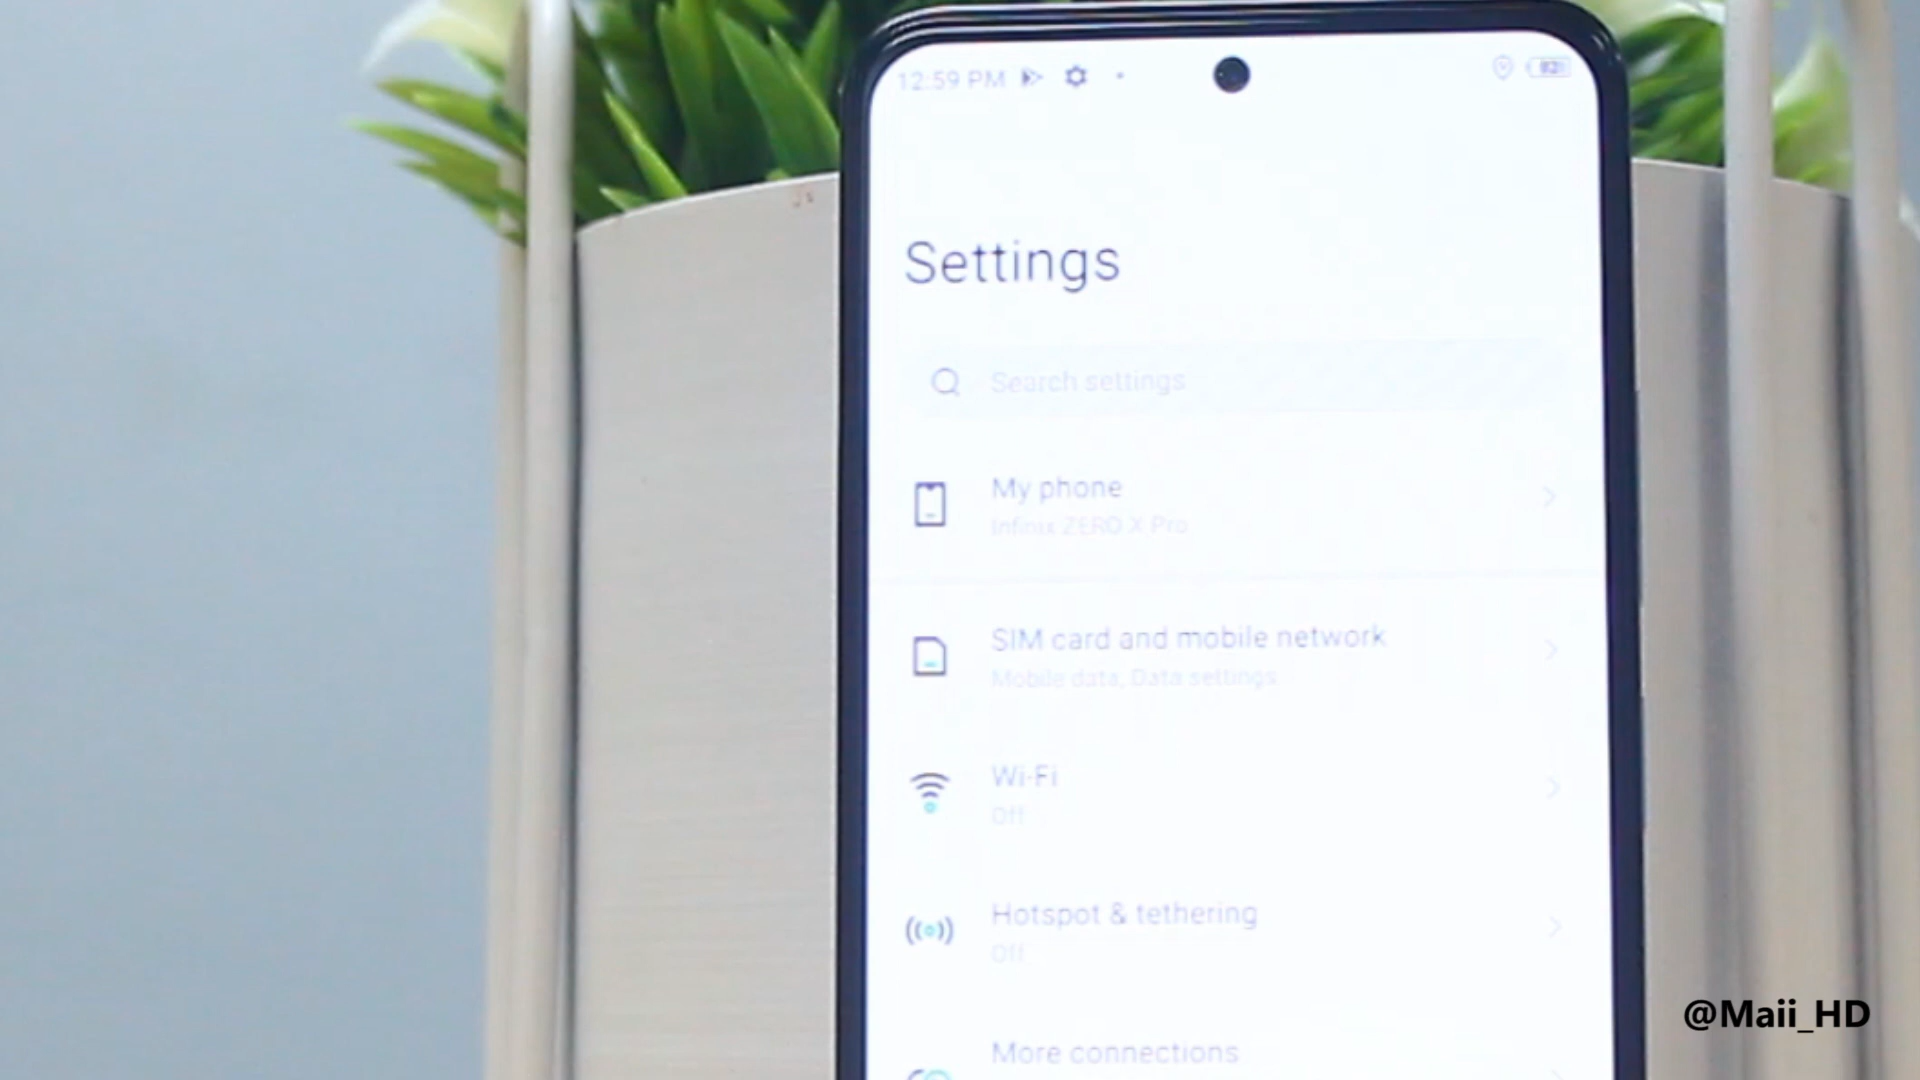 12:59 PM
82
Settings
Search settings
My phone
Infinix ZERO X Pro
SIM card and mobile network
Mobile data, Data settings
Wi-Fi
Off
Hotspot & tethering
Off
More connections
@Maii_HD